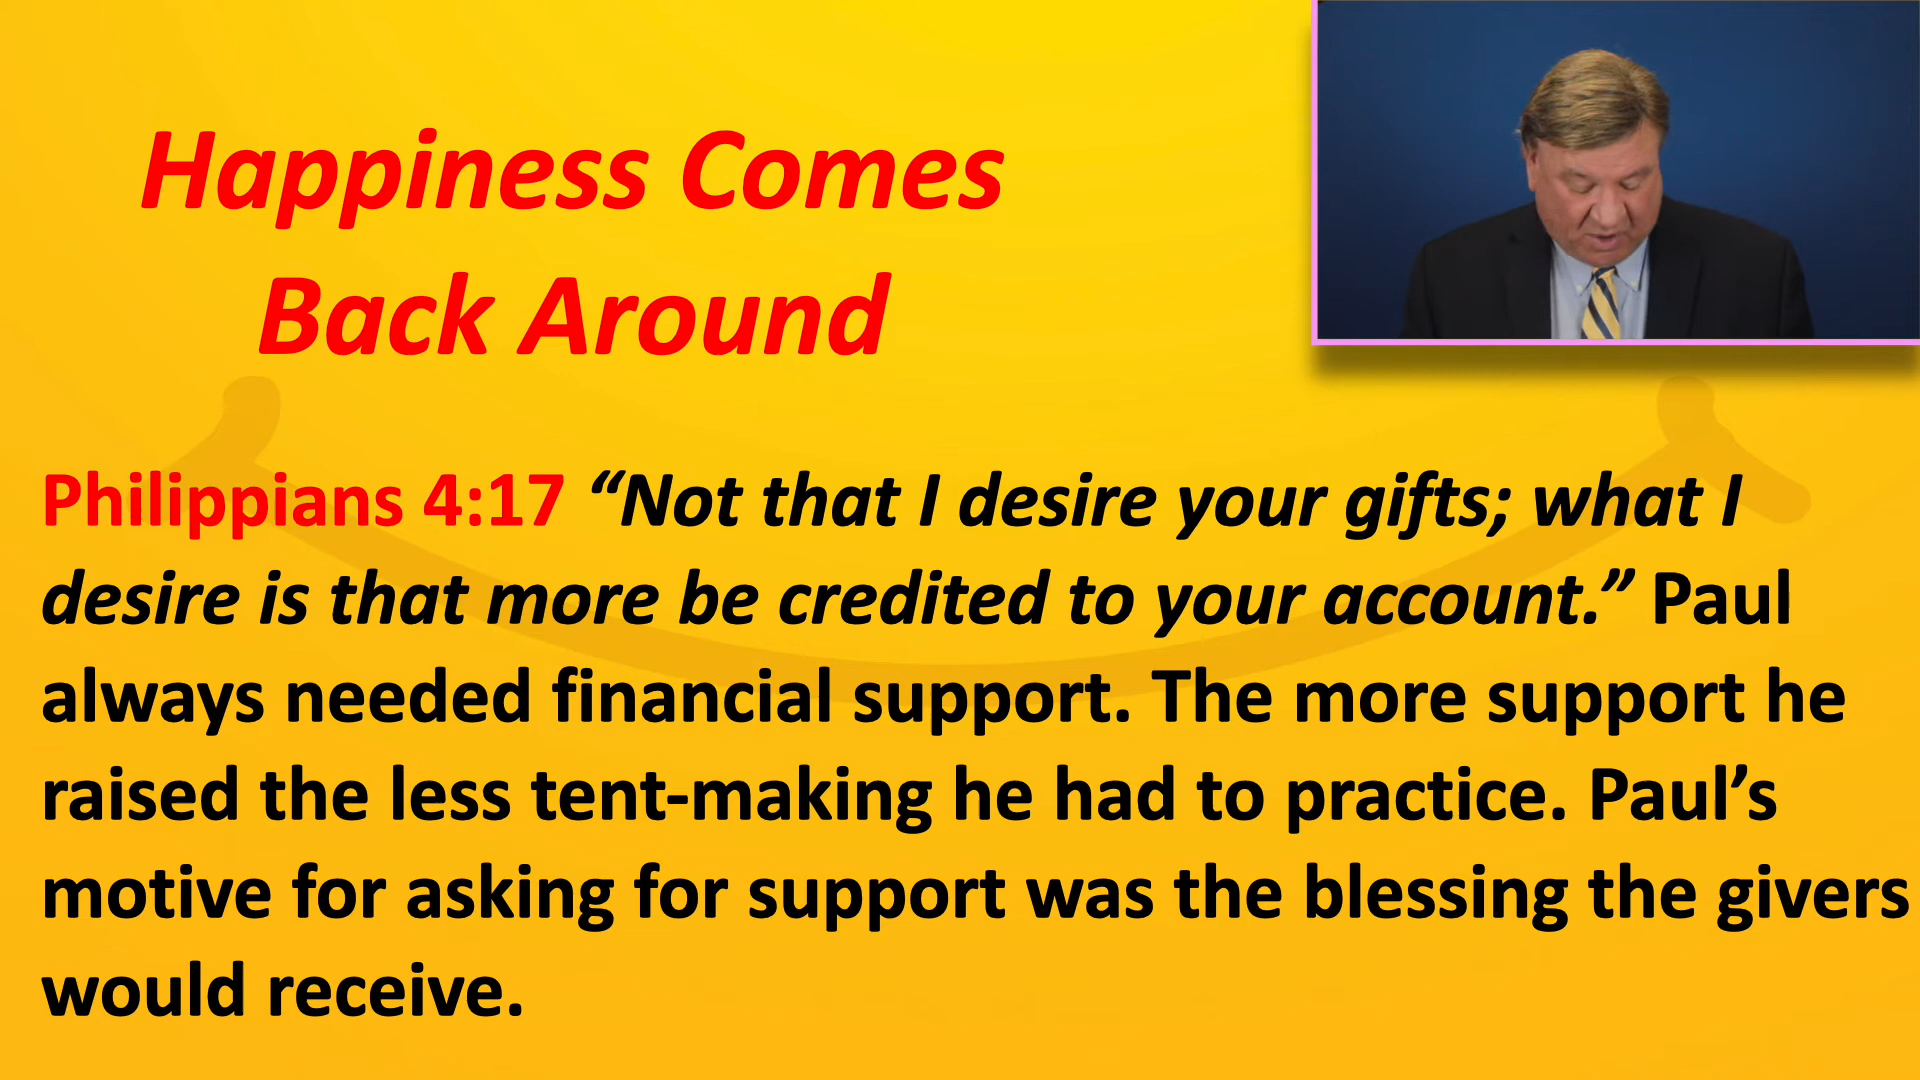 Happiness Comes
Back Around
Philippians 4:17 “Not that I desire your gifts; what I
desire is that more be credited to your account.” Paul
always needed financial support. The more support he
raised the less tent-making he had to practice. Paul’s
motive for asking for support was the blessing the givers
would receive.